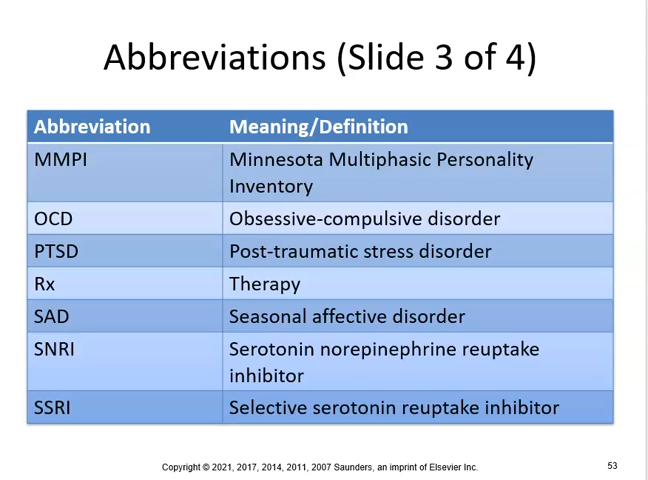 Abbreviations (Slide 3 of 4)
Abbreviation Meaning/Definition
MMPI Minnesota Multiphasic Personality
Inventory
OCD Obsessive-compulsive disorder
PTSD Post-traumatic stress disorder
Rx Therapy
SAD Seasonal affective disorder
SNRI Serotonin norepinephrine reuptake
inhibitor
SSRI Selective serotonin reuptake inhibitor
Copyright © 2021, 2017, 2014, 2011, 2007 Saunders, an imprint of Elsevier Inc. 53